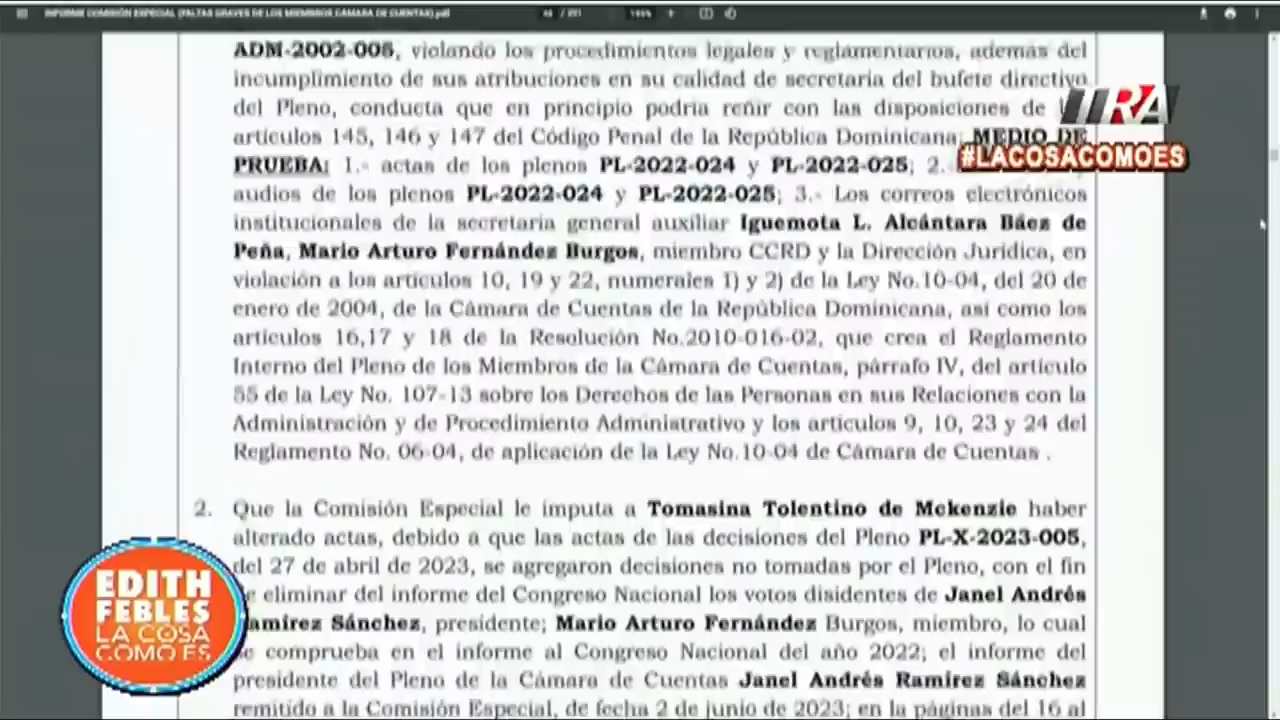 INFORME COMISIÓN ESPECIAL (FALTAS GRAVES DE LOS MIEMBROS CÁMARA DE CUENTAS).pdf
ADM-2002-005, violando los procedimientos legales y reglamentarios, además del
incumplimiento de sus atribuciones en su calidad de secretaria del bufete directivo
del Pleno, conducta que en principio podría reñir con las disposiciones de
artículos 145, 146 y 147 del Código Penal de la República Dominicana; MEDIO DE
PRUEBA: 1.- actas de los plenos PL-2022-024 y PL-2022-025; 2.
audios de los plenos PL-2022-024 y PL-2022-025; 3.- Los correos electrónicos
institucionales de la secretaria general auxiliar Iguemota L. Alcántara Báez de
Peña, Mario Arturo Fernández Burgos, miembro CCRD y la Dirección Jurídica, en
violación a los artículos 10, 19 y 22, numerales 1) y 2) de la Ley No.10-04, del 20 de
enero de 2004, de la Cámara de Cuentas de la República Dominicana, así como los
artículos 16,17 y 18 de la Resolución No.2010-016-02, que crea el Reglamento
Interno del Pleno de los Miembros de la Cámara de Cuentas, párrafo IV, del artículo
55 de la Ley No. 107-13 sobre los Derechos de las Personas en sus Relaciones con la
Administración y de Procedimiento Administrativo y los artículos 9, 10, 23 y 24 del
Reglamento No. 06-04, de aplicación de la Ley No.10-04 de Cámara de Cuentas .
2. Que la Comisión Especial le imputa a Tomasina Tolentino de Mckenzie haber
alterado actas, debido a que las actas de las decisiones del Pleno PL-X-2023-005,
del 27 de abril de 2023, se agregaron decisiones no tomadas por el Pleno, con el fin
eliminar del informe del Congreso Nacional los votos disidentes de Janel Andrés
Ramírez Sánchez, presidente; Mario Arturo Fernández Burgos, miembro, lo cual
se comprueba en el informe al Congreso Nacional del año 2022; el informe del
presidente del Pleno de la Cámara de Cuentas Janel Andrés Ramírez Sánchez
remitido a la Comisión Especial, de fecha 2 de junio de 2023; en la páginas del 16 al
TRA
#LACOSACOMOES
EDITH
FEBLES
LA COSA
COMO ES